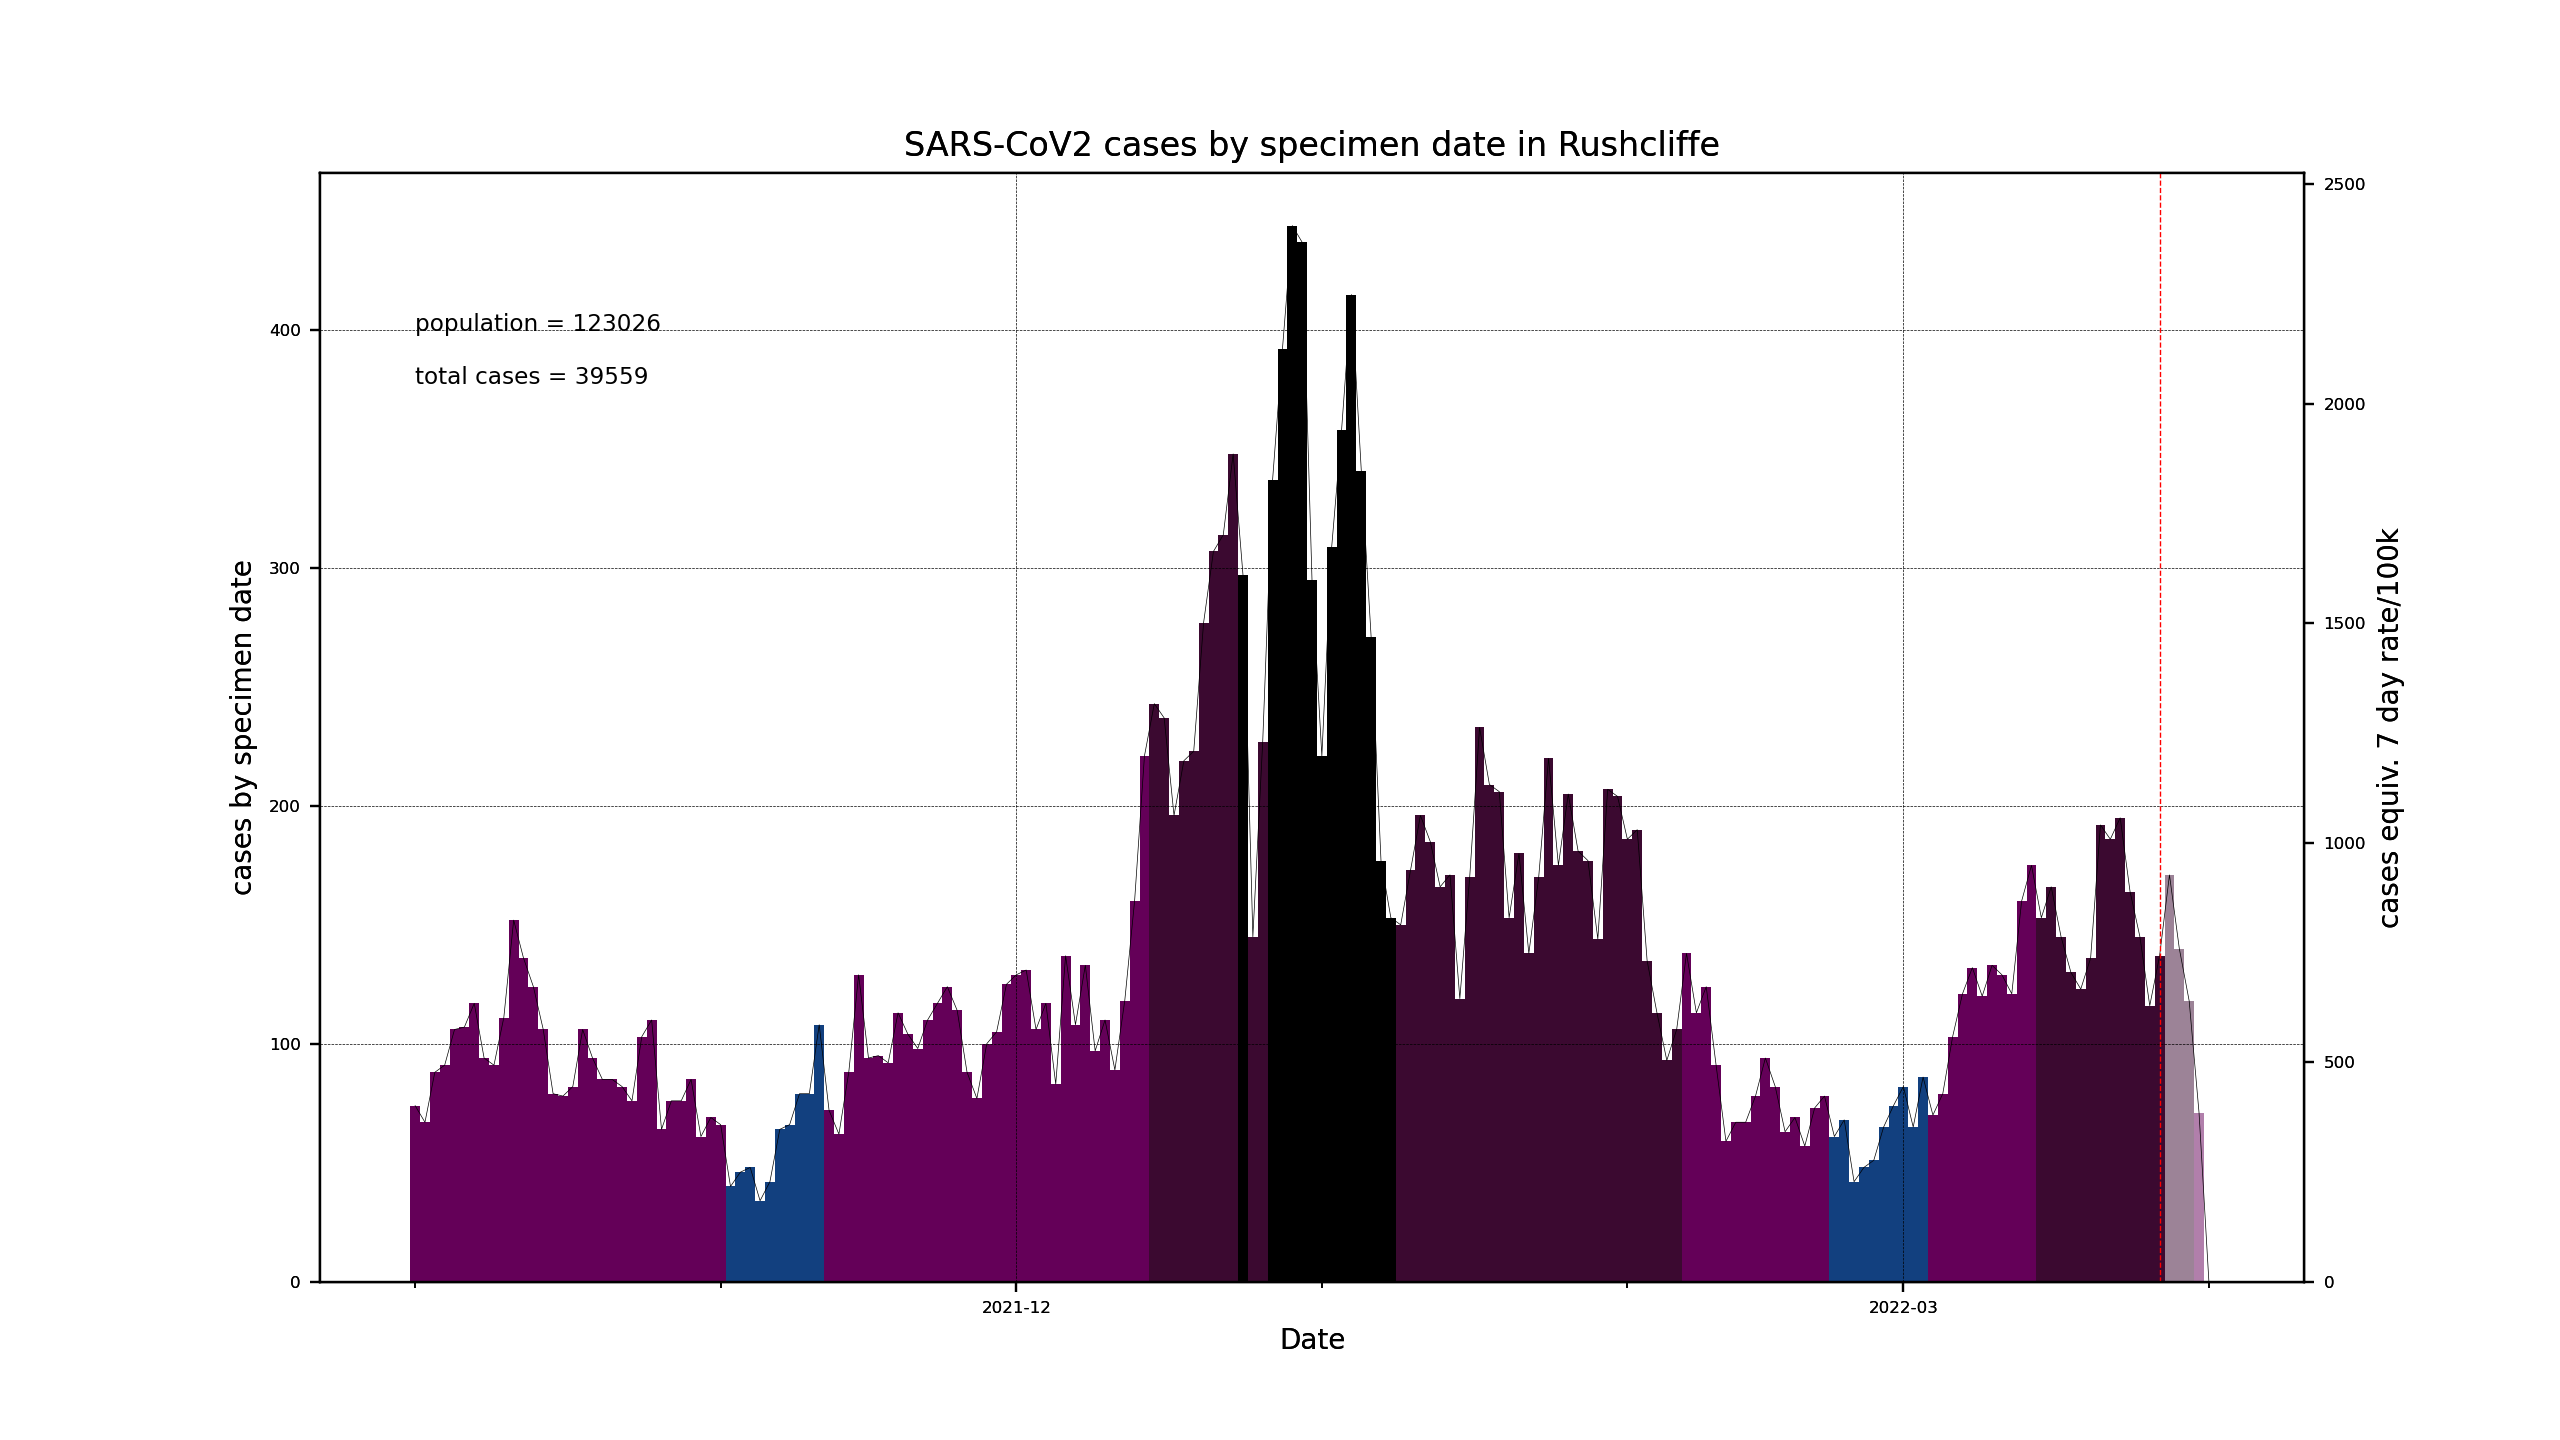 SARS-CoV2 cases by specimen date in Rushcliffe
population = 123026
total cases = 39559
cases by specimen date
400
300
200
100
0
2500
2000
1500
1000
500
0
cases equiv. 7 day rate/100k
2021-12
2022-03
Date